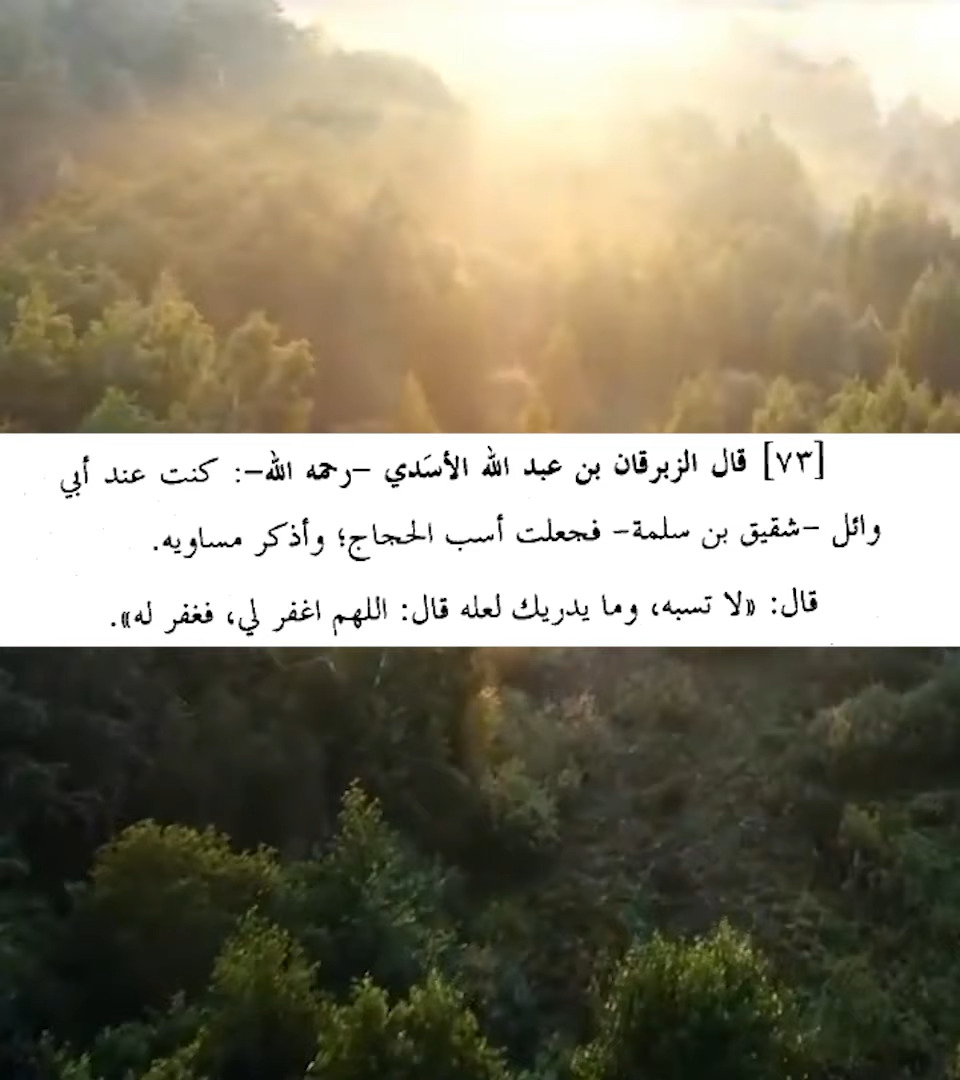 [٧٣] قال الزبرقان بن عبد الله الأسَدي –رحمه الله–: كنت عند أبي
وائل –شقيق بن سلمة– فجعلت أسب الحجاج؛ وأذكر مساويه.
قال: «لا تسبه، وما يدريك لعله قال: اللهم اغفر لي، فغفر له».